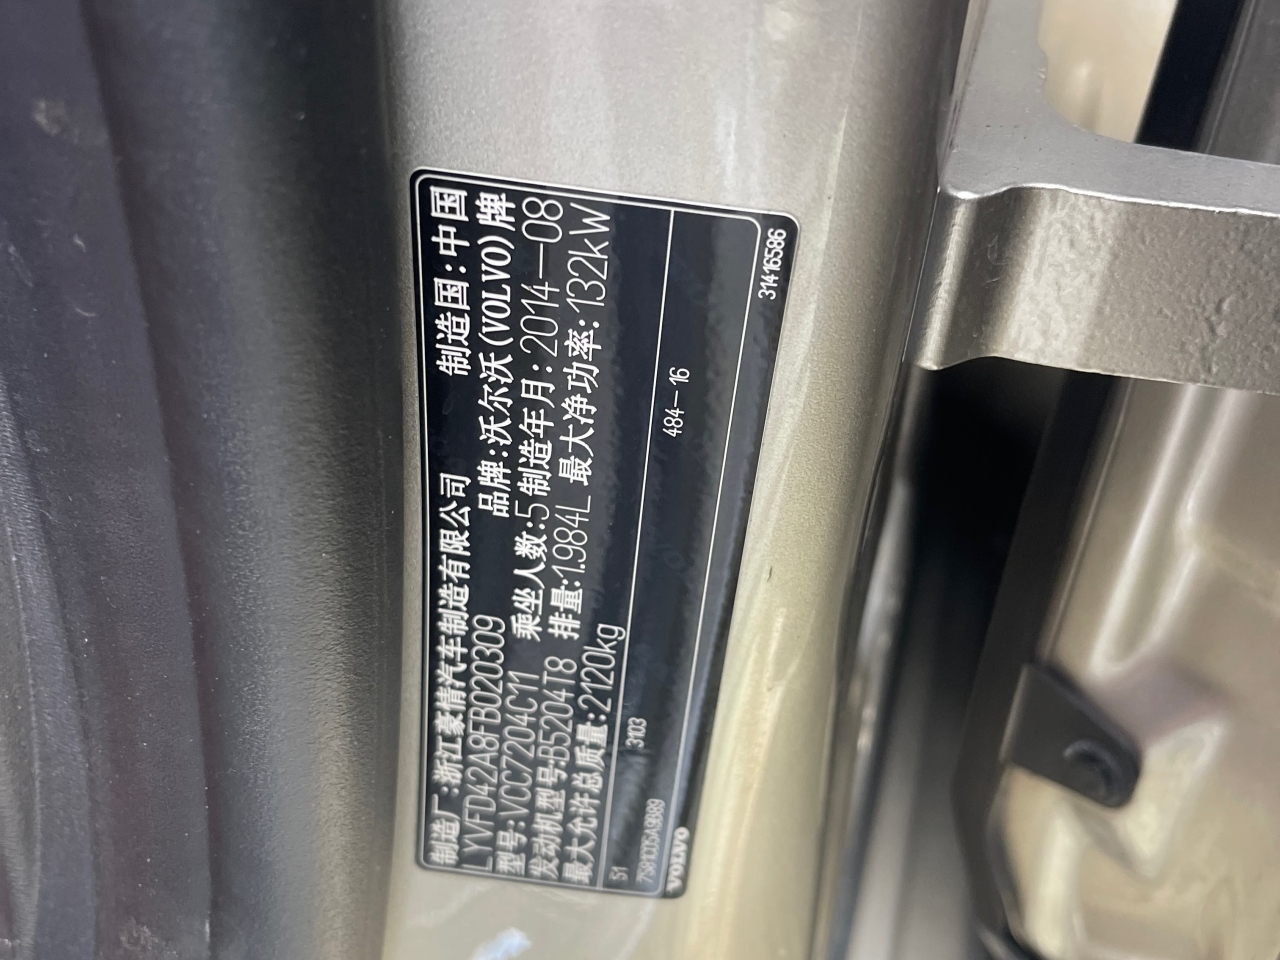 制造厂:浙江豪情汽车制造有限公司 制造国:中国
LYVFD42A8FB020309 品牌:沃尔沃(VOLVO)牌
型号:VCC7204C11 乘坐人数:5 制造年月:2014-08
发动机型号:B5204T8 排量:1.984L 最大净功率:132kW
最大允许总质量:2120kg
51 3103 484-16
VOLVO 31416586